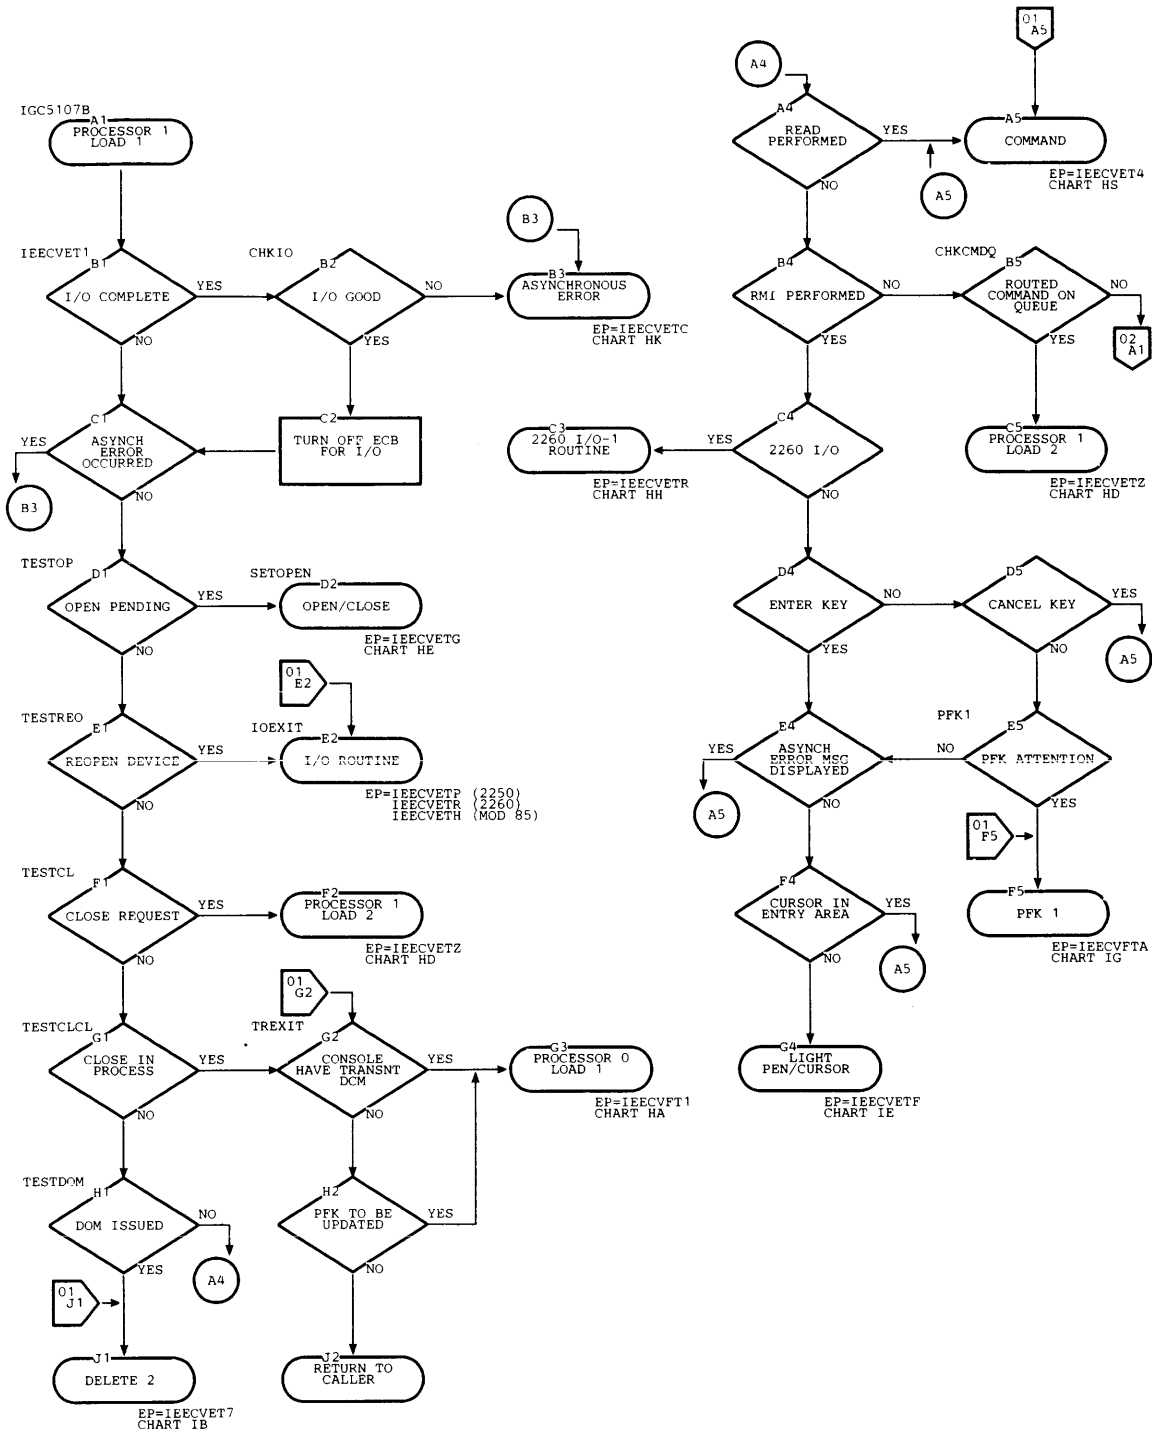 IGC5107B
A1
PROCESSOR 1
LOAD 1
IEECVET1
B1
I/O COMPLETE
YES
NO
CHKIO
B2
I/O GOOD
NO
YES
B3
B3
ASYNCHRONOUS
ERROR
EP=IEECVETC
CHART HK
C1
ASYNCH
ERROR
OCCURRED
YES
NO
B3
C2
TURN OFF ECB
FOR I/O
TESTOP
D1
OPEN PENDING
YES
NO
SETOPEN
D2
OPEN/CLOSE
EP=IEECVETG
CHART HE
01
E2
TESTREO
E1
REOPEN DEVICE
YES
NO
IOEXIT
E2
I/O ROUTINE
EP=IEECVETP (2250)
IEECVETR (2260)
IEECVETH (MOD 85)
TESTCL
F1
CLOSE REQUEST
YES
NO
F2
PROCESSOR 1
LOAD 2
EP=IEECVETZ
CHART HD
01
G2
TESTCLCL
G1
CLOSE IN
PROCESS
YES
NO
TREXIT
G2
CONSOLE
HAVE TRANSNT
DCM
YES
NO
G3
PROCESSOR 0
LOAD 1
EP=IEECVFT1
CHART HA
TESTDOM
H1
DOM ISSUED
NO
YES
A4
H2
PFK TO BE
UPDATED
YES
NO
01
J1
J1
DELETE 2
EP=IEECVET7
CHART IB
J2
RETURN TO
CALLER
01
A5
A4
A4
READ
PERFORMED
YES
NO
A5
A5
COMMAND
EP=IEECVET4
CHART HS
B4
RMI PERFORMED
NO
YES
CHKCMDQ
B5
ROUTED
COMMAND ON
QUEUE
NO
YES
02
A1
C3
2260 I/O-1
ROUTINE
EP=IEECVETR
CHART HH
C4
2260 I/O
YES
NO
C5
PROCESSOR 1
LOAD 2
EP=IEECVETZ
CHART HD
D4
ENTER KEY
NO
YES
D5
CANCEL KEY
YES
NO
A5
E4
ASYNCH
ERROR MSG
DISPLAYED
YES
NO
A5
PFK1
E5
PFK ATTENTION
NO
YES
01
F5
F4
CURSOR IN
ENTRY AREA
YES
NO
A5
F5
PFK 1
EP=IEECVFTA
CHART IG
G4
LIGHT
PEN/CURSOR
EP=IEECVETF
CHART IE